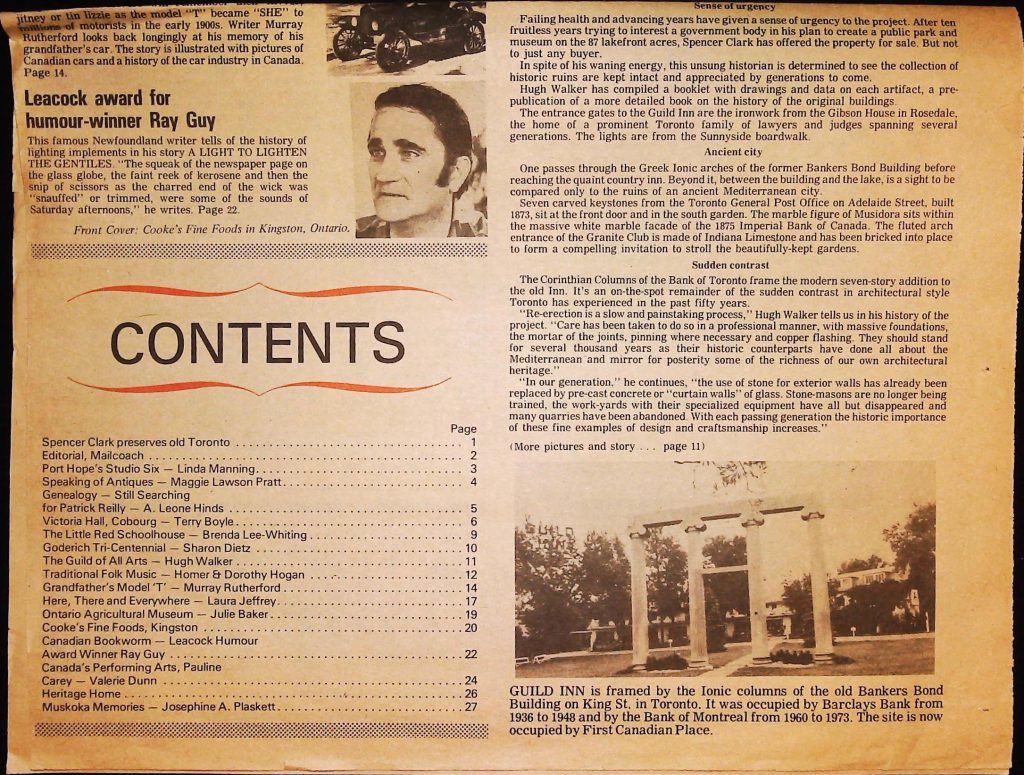 jitney or tin lizzie as the model "T" became "SHE" to
millions of motorists in the early 1900s. Writer Murray
Rutherford looks back longingly at his memory of his
grandfather's car. The story is illustrated with pictures of
Canadian cars and a history of the car industry in Canada.
Page 14.
Leacock award for
humour-winner Ray Guy
This famous Newfoundland writer tells of the history of
lighting implements in his story A LIGHT TO LIGHTEN
THE GENTILES. "The squeak of the newspaper page on
the glass globe, the faint reek of kerosene and then the
snip of scissors as the charred end of the wick was
"snauffed" or trimmed, were some of the sounds of
Saturday afternoons," he writes. Page 22.
Front Cover: Cooke's Fine Foods in Kingston, Ontario.
CONTENTS
Page
Spencer Clark preserves old Toronto . . . . . . . . . . 1
Editorial, Mailcoach . . . . . . . . . . 2
Port Hope's Studio Six — Linda Manning . . . . . . . . . . 3
Speaking of Antiques — Maggie Lawson Pratt . . . . . . . . . . 4
Genealogy — Still Searching
for Patrick Reilly — A. Leone Hinds . . . . . . . . . . 5
Victoria Hall, Cobourg — Terry Boyle . . . . . . . . . . 6
The Little Red Schoolhouse — Brenda Lee-Whiting . . . . . . . . . . 9
Goderich Tri-Centennial — Sharon Dietz . . . . . . . . . . 10
The Guild of All Arts — Hugh Walker . . . . . . . . . . 11
Traditional Folk Music — Homer & Dorothy Hogan . . . . . . . . . . 12
Grandfather's Model 'T' — Murray Rutherford . . . . . . . . . . 14
Here, There and Everywhere — Laura Jeffrey . . . . . . . . . . 17
Ontario Agricultural Museum — Julie Baker . . . . . . . . . . 19
Cooke's Fine Foods, Kingston . . . . . . . . . . 20
Canadian Bookworm — Leacock Humour
Award Winner Ray Guy . . . . . . . . . . 22
Canada's Performing Arts, Pauline
Carey — Valerie Dunn . . . . . . . . . . 24
Heritage Home . . . . . . . . . . 26
Muskoka Memories — Josephine A. Plaskett . . . . . . . . . . 27
Sense of urgency
Failing health and advancing years have given a sense of urgency to the project. After ten
fruitless years trying to interest a government body in his plan to create a public park and
museum on the 87 lakefront acres, Spencer Clark has offered the property for sale. But not
to just any buyer.
In spite of his waning energy, this unsung historian is determined to see the collection of
historic ruins are kept intact and appreciated by generations to come.
Hugh Walker has compiled a booklet with drawings and data on each artifact, a pre-
publication of a more detailed book on the history of the original buildings.
The entrance gates to the Guild Inn are the ironwork from the Gibson House in Rosedale,
the home of a prominent Toronto family of lawyers and judges spanning several
generations. The lights are from the Sunnyside boardwalk.
Ancient city
One passes through the Greek Ionic arches of the former Bankers Bond Building before
reaching the quaint country inn. Beyond it, between the building and the lake, is a sight to be
compared only to the ruins of an ancient Mediterranean city.
Seven carved keystones from the Toronto General Post Office on Adelaide Street, built
1873, sit at the front door and in the south garden. The marble figure of Musidora sits within
the massive white marble facade of the 1875 Imperial Bank of Canada. The fluted arch
entrance of the Granite Club is made of Indiana Limestone and has been bricked into place
to form a compelling invitation to stroll the beautifully-kept gardens.
Sudden contrast
The Corinthian Columns of the Bank of Toronto frame the modern seven-story addition to
the old Inn. It's an on-the-spot remainder of the sudden contrast in architectural style
Toronto has experienced in the past fifty years.
"Re-erection is a slow and painstaking process," Hugh Walker tells us in his history of the
project. "Care has been taken to do so in a professional manner, with massive foundations,
the mortar of the joints, pinning where necessary and copper flashing. They should stand
for several thousand years as their historic counterparts have done all about the
Mediterranean and mirror for posterity some of the richness of our own architectural
heritage."
"In our generation," he continues, "the use of stone for exterior walls has already been
replaced by pre-cast concrete or "curtain walls" of glass. Stone-masons are no longer being
trained, the work-yards with their specialized equipment have all but disappeared and
many quarries have been abandoned. With each passing generation the historic importance
of these fine examples of design and craftsmanship increases."
(More pictures and story . . . page 11)
GUILD INN is framed by the Ionic columns of the old Bankers Bond
Building on King St. in Toronto. It was occupied by Barclays Bank from
1936 to 1948 and by the Bank of Montreal from 1960 to 1973. The site is now
occupied by First Canadian Place.